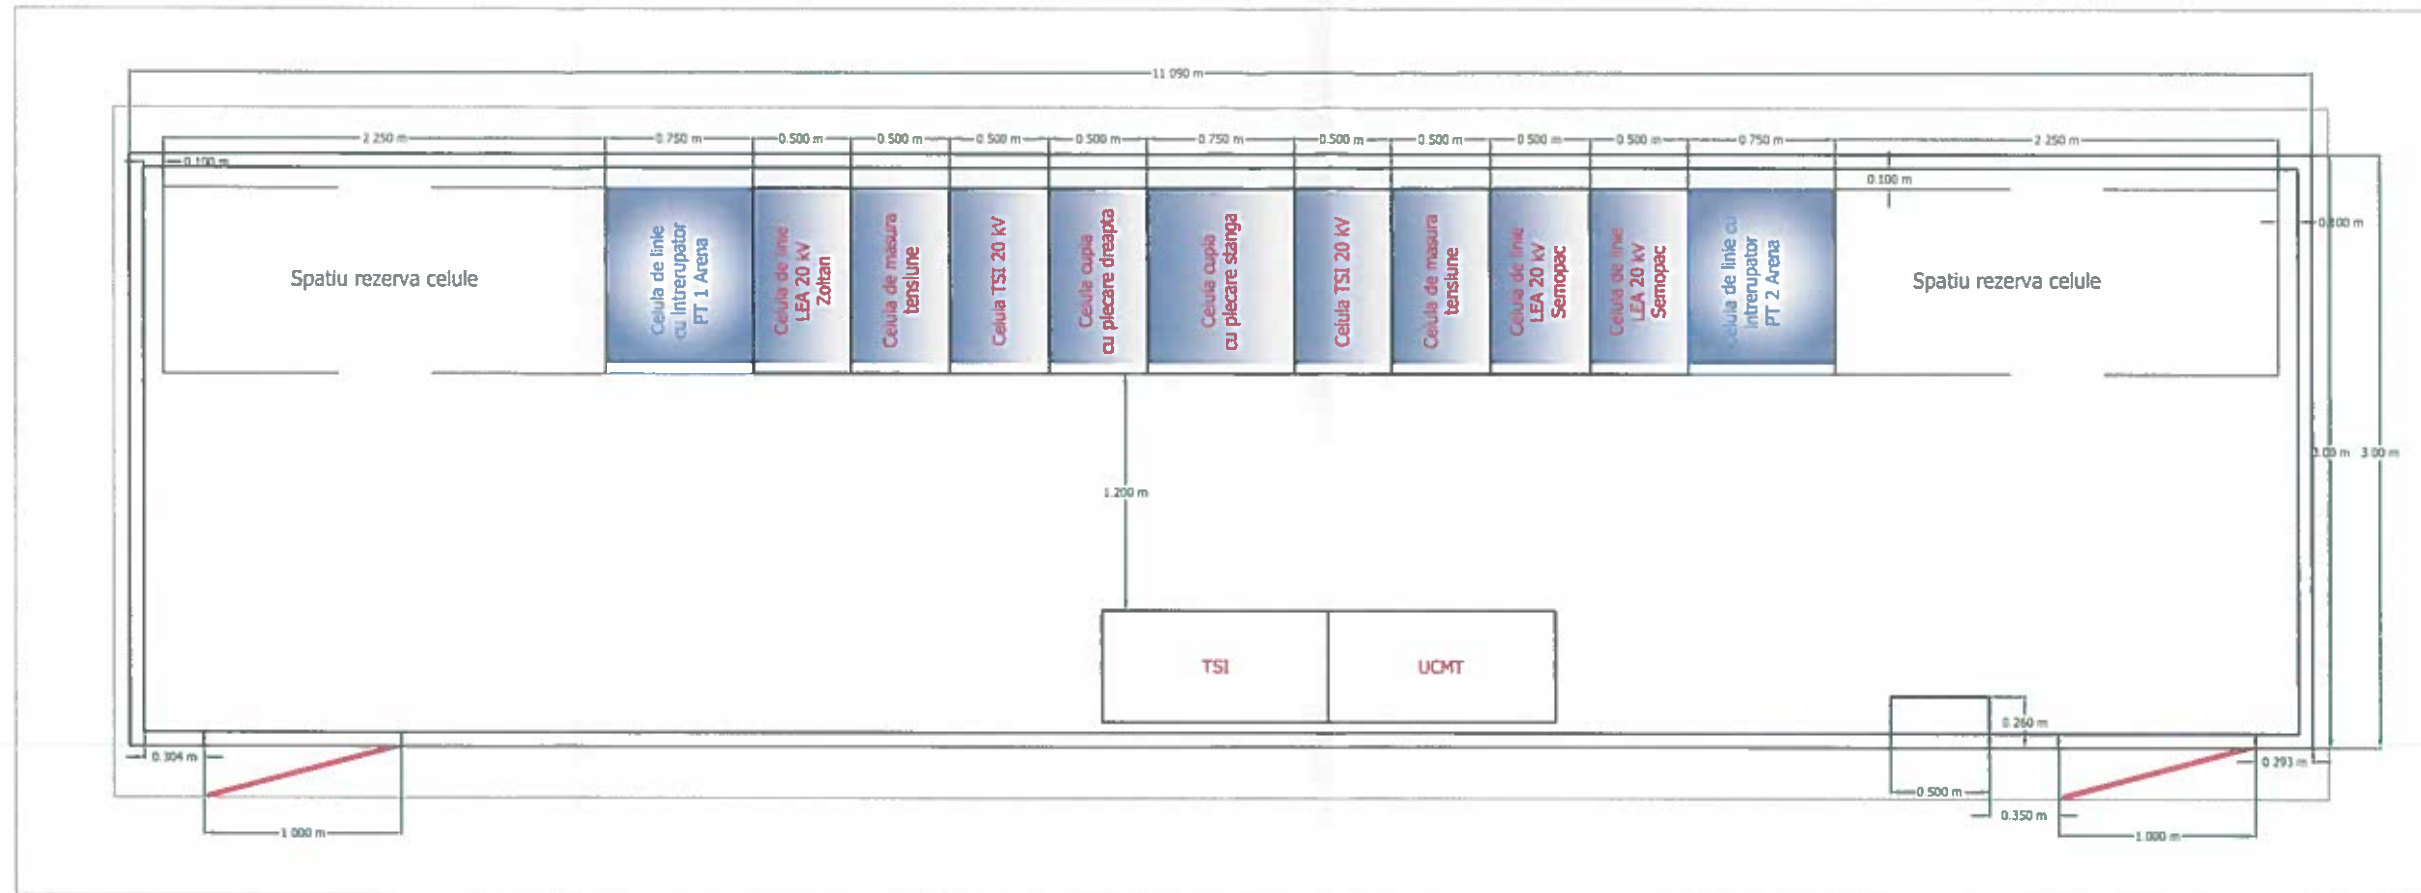 11 090 m
2 250 m
0.750 m
0.500 m
0.500 m
0.500 m
0.500 m
0.750 m
0.500 m
0.500 m
0.500 m
0.500 m
0.750 m
2 250 m
0.100 m
0.100 m
Spatiu rezerva celule
Celula de linie
cu intrerupator
PT 1 Arena
Celula de linie
LEA 20 kV
Zoltan
Celula de masura
tensiune
Celula TSI 20 kV
Celula cupla
cu plecare dreapta
Celula cupla
cu plecare stanga
Celula TSI 20 kV
Celula de masura
tensiune
Celula de linie
LEA 20 kV
Semopac
Celula de linie
LEA 20 kV
Semopac
Celula de linie cu
intrerupator
PT 2 Arena
Spatiu rezerva celule
3.00 m
1.200 m
TSI
UCMT
0.260 m
0.304 m
0.293 m
0.500 m
0.350 m
1 000 m
1 000 m